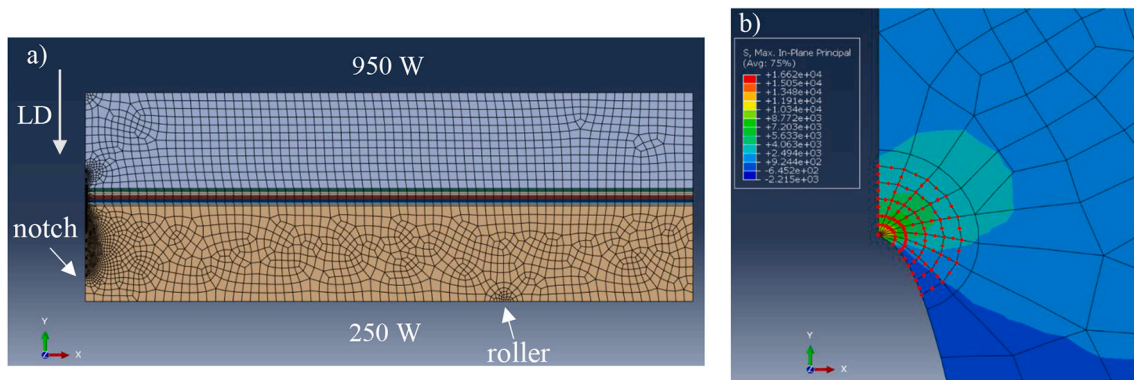 a)
950 W
LD
notch
250 W
roller
Y
X
Z
b)
S, Max. In-Plane Principal
(Avg: 75%)
+1.662e+04
+1.505e+04
+1.348e+04
+1.191e+04
+1.034e+04
+8.772e+03
+7.203e+03
+5.633e+03
+4.063e+03
+2.494e+03
+9.244e+02
-6.452e+02
-2.215e+03
Y
X
Z